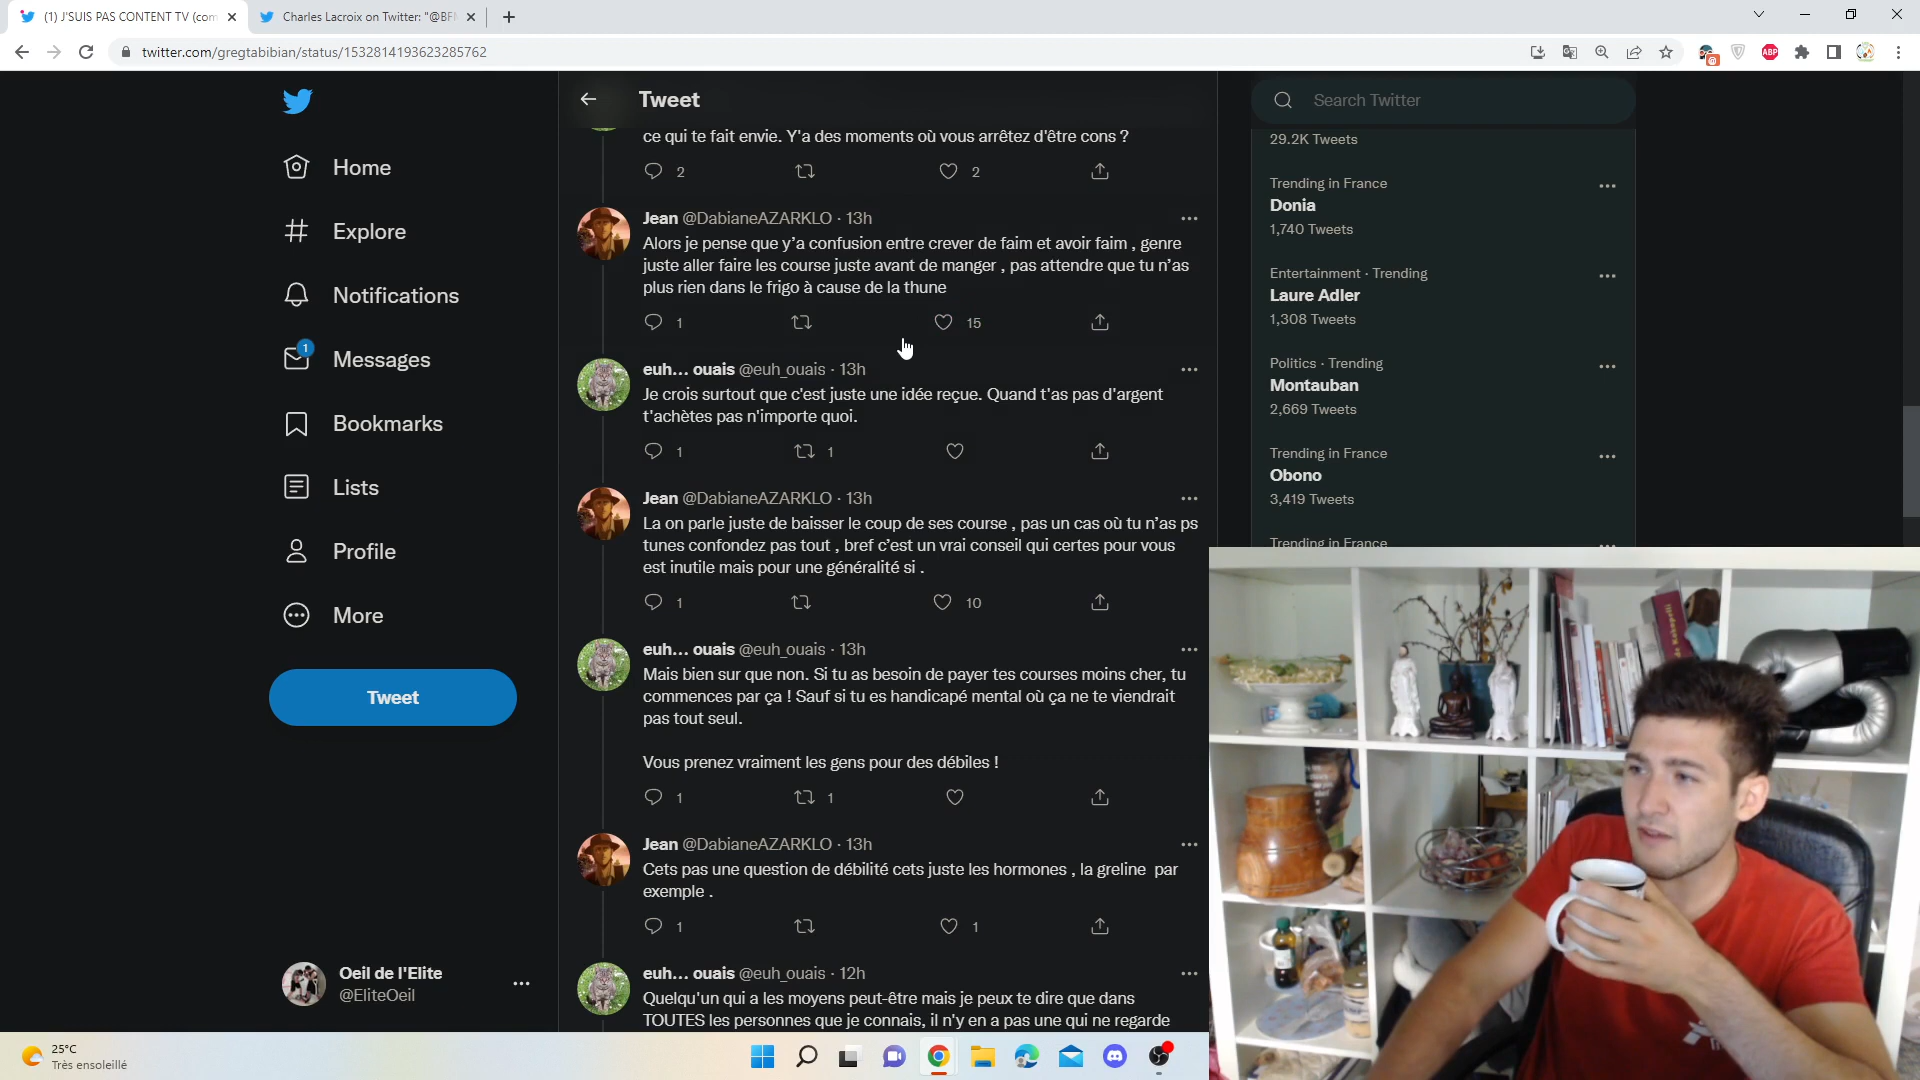 (1) J'SUIS PAS CONTENT TV (com
Charles Lacroix on Twitter: "@BF
twitter.com/gregtabibian/status/1532814193623285762
ABP
Home
Explore
Notifications
1
Messages
Bookmarks
Lists
Profile
More
Tweet
Oeil de l'Elite
@EliteOeil
Tweet
ce qui te fait envie. Y'a des moments où vous arrêtez d'être cons ?
2 2
Jean @DabianeAZARKLO · 13h
Alors je pense que y'a confusion entre crever de faim et avoir faim , genre
juste aller faire les course juste avant de manger , pas attendre que tu n'as
plus rien dans le frigo à cause de la thune
1 15
euh... ouais @euh_ouais · 13h
Je crois surtout que c'est juste une idée reçue. Quand t'as pas d'argent
t'achètes pas n'importe quoi.
1 1
Jean @DabianeAZARKLO · 13h
La on parle juste de baisser le coup de ses course , pas un cas où tu n'as ps
tunes confondez pas tout , bref c'est un vrai conseil qui certes pour vous
est inutile mais pour une généralité si .
1 10
euh... ouais @euh_ouais · 13h
Mais bien sur que non. Si tu as besoin de payer tes courses moins cher, tu
commences par ça ! Sauf si tu es handicapé mental où ça ne te viendrait
pas tout seul.
Vous prenez vraiment les gens pour des débiles !
1 1
Jean @DabianeAZARKLO · 13h
Cets pas une question de débilité cets juste les hormones , la greline par
exemple .
1 1
euh... ouais @euh_ouais · 12h
Quelqu'un qui a les moyens peut-être mais je peux te dire que dans
TOUTES les personnes que je connais, il n'y en a pas une qui ne regarde
Search Twitter
29.2K Tweets
Trending in France
Donia
1,740 Tweets
Entertainment · Trending
Laure Adler
1,308 Tweets
Politics · Trending
Montauban
2,669 Tweets
Trending in France
Obono
3,419 Tweets
Trending in France
25°C
Très ensoleillé